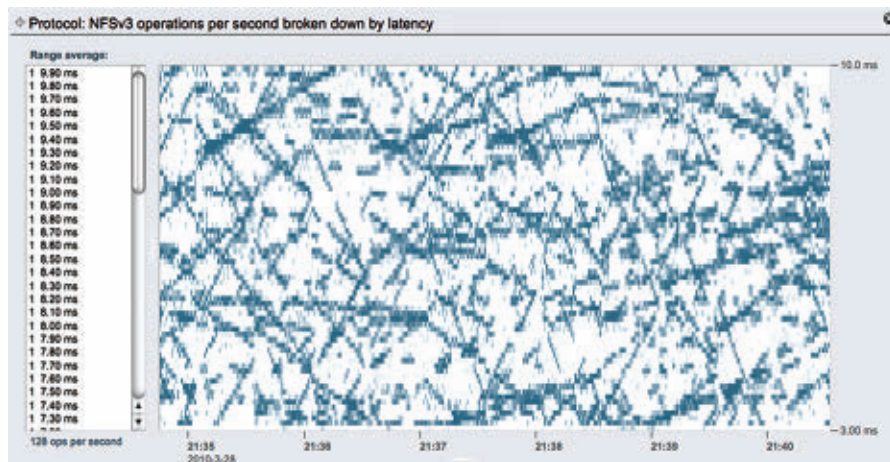 Protocol: NFSv3 operations per second broken down by latency
Range average:
1 9.90 ms
1 9.80 ms
1 9.70 ms
1 9.60 ms
1 9.50 ms
1 9.40 ms
1 9.30 ms
1 9.20 ms
1 9.10 ms
1 9.00 ms
1 8.90 ms
1 8.80 ms
1 8.70 ms
1 8.60 ms
1 8.50 ms
1 8.40 ms
1 8.30 ms
1 8.20 ms
1 8.10 ms
1 8.00 ms
1 7.90 ms
1 7.80 ms
1 7.70 ms
1 7.60 ms
1 7.50 ms
1 7.40 ms
1 7.30 ms
128 ops per second
10.0 ms
3.00 ms
21:35 21:36 21:37 21:38 21:39 21:40
2010-3-28